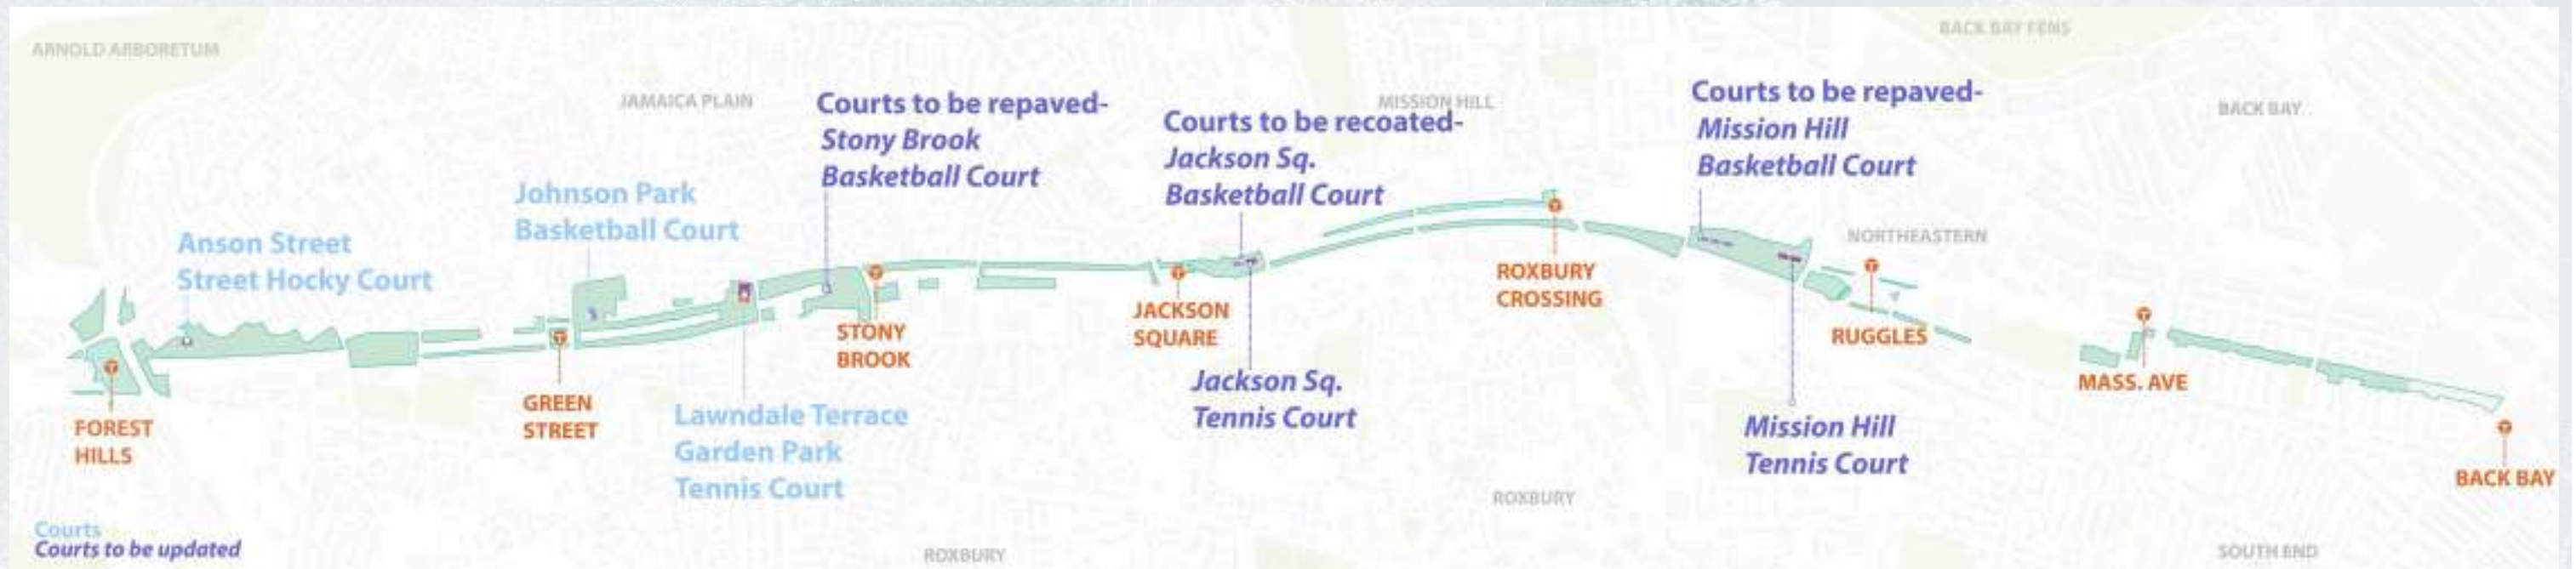 ARNOLD ARBORETUM
BACK BAY FENS
JAMAICA PLAIN
MISSION HILL
BACK BAY
Courts to be repaved-
Stony Brook
Basketball Court
Courts to be recoated-
Jackson Sq.
Basketball Court
Courts to be repaved-
Mission Hill
Basketball Court
Johnson Park
Basketball Court
Anson Street
Street Hocky Court
NORTHEASTERN
T
FOREST
HILLS
T
GREEN
STREET
Lawndale Terrace
Garden Park
Tennis Court
T
STONY
BROOK
T
JACKSON
SQUARE
Jackson Sq.
Tennis Court
T
ROXBURY
CROSSING
T
RUGGLES
Mission Hill
Tennis Court
T
MASS. AVE
T
BACK BAY
ROXBURY
ROXBURY
SOUTH END
Courts
Courts to be updated